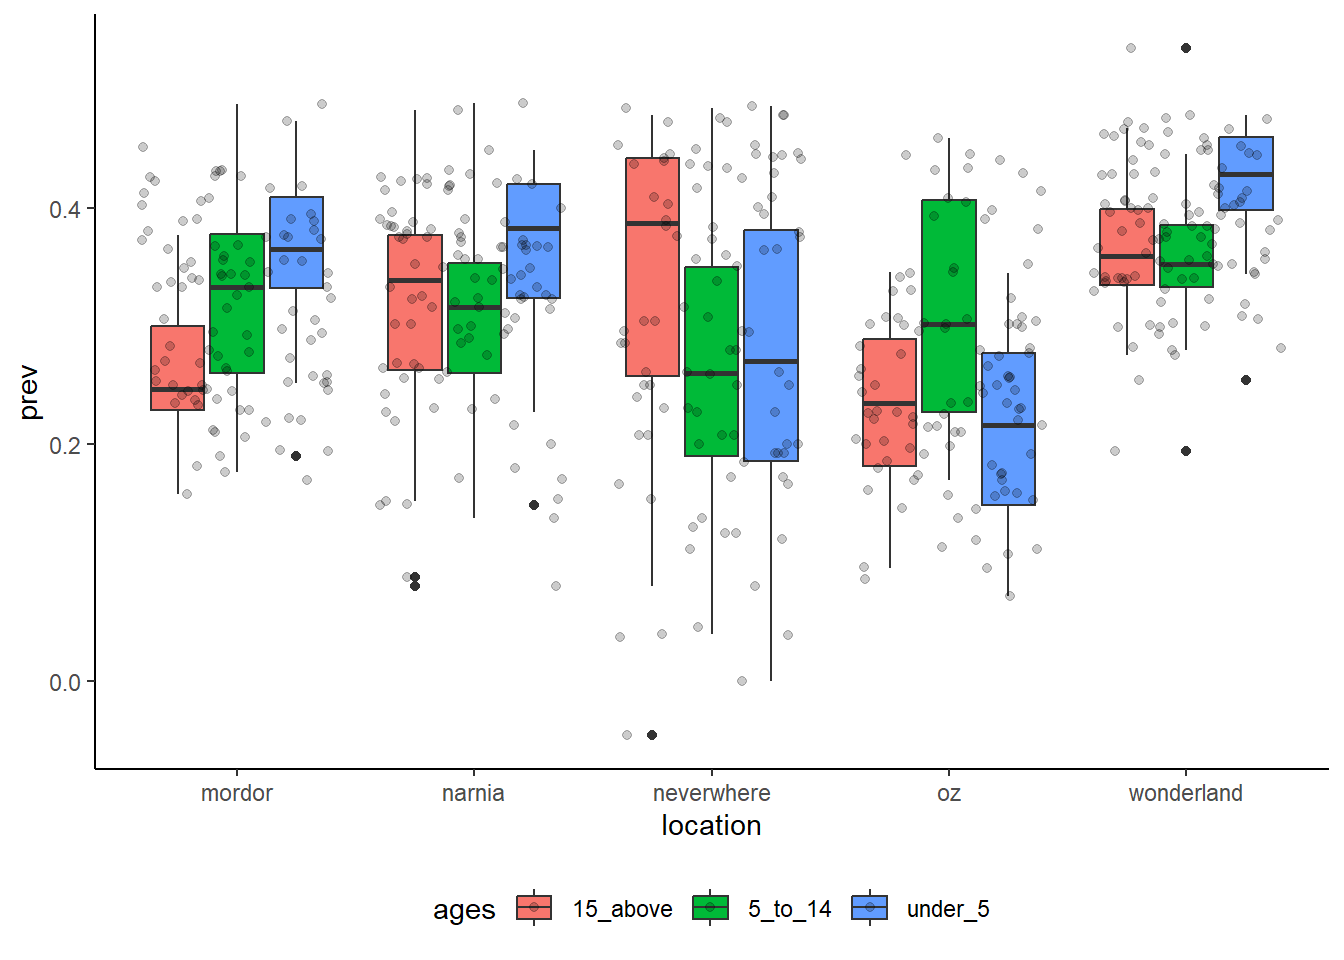 prev
0.4
0.2
0.0
mordor narnia neverwhere oz wonderland
location
ages 15_above 5_to_14 under_5